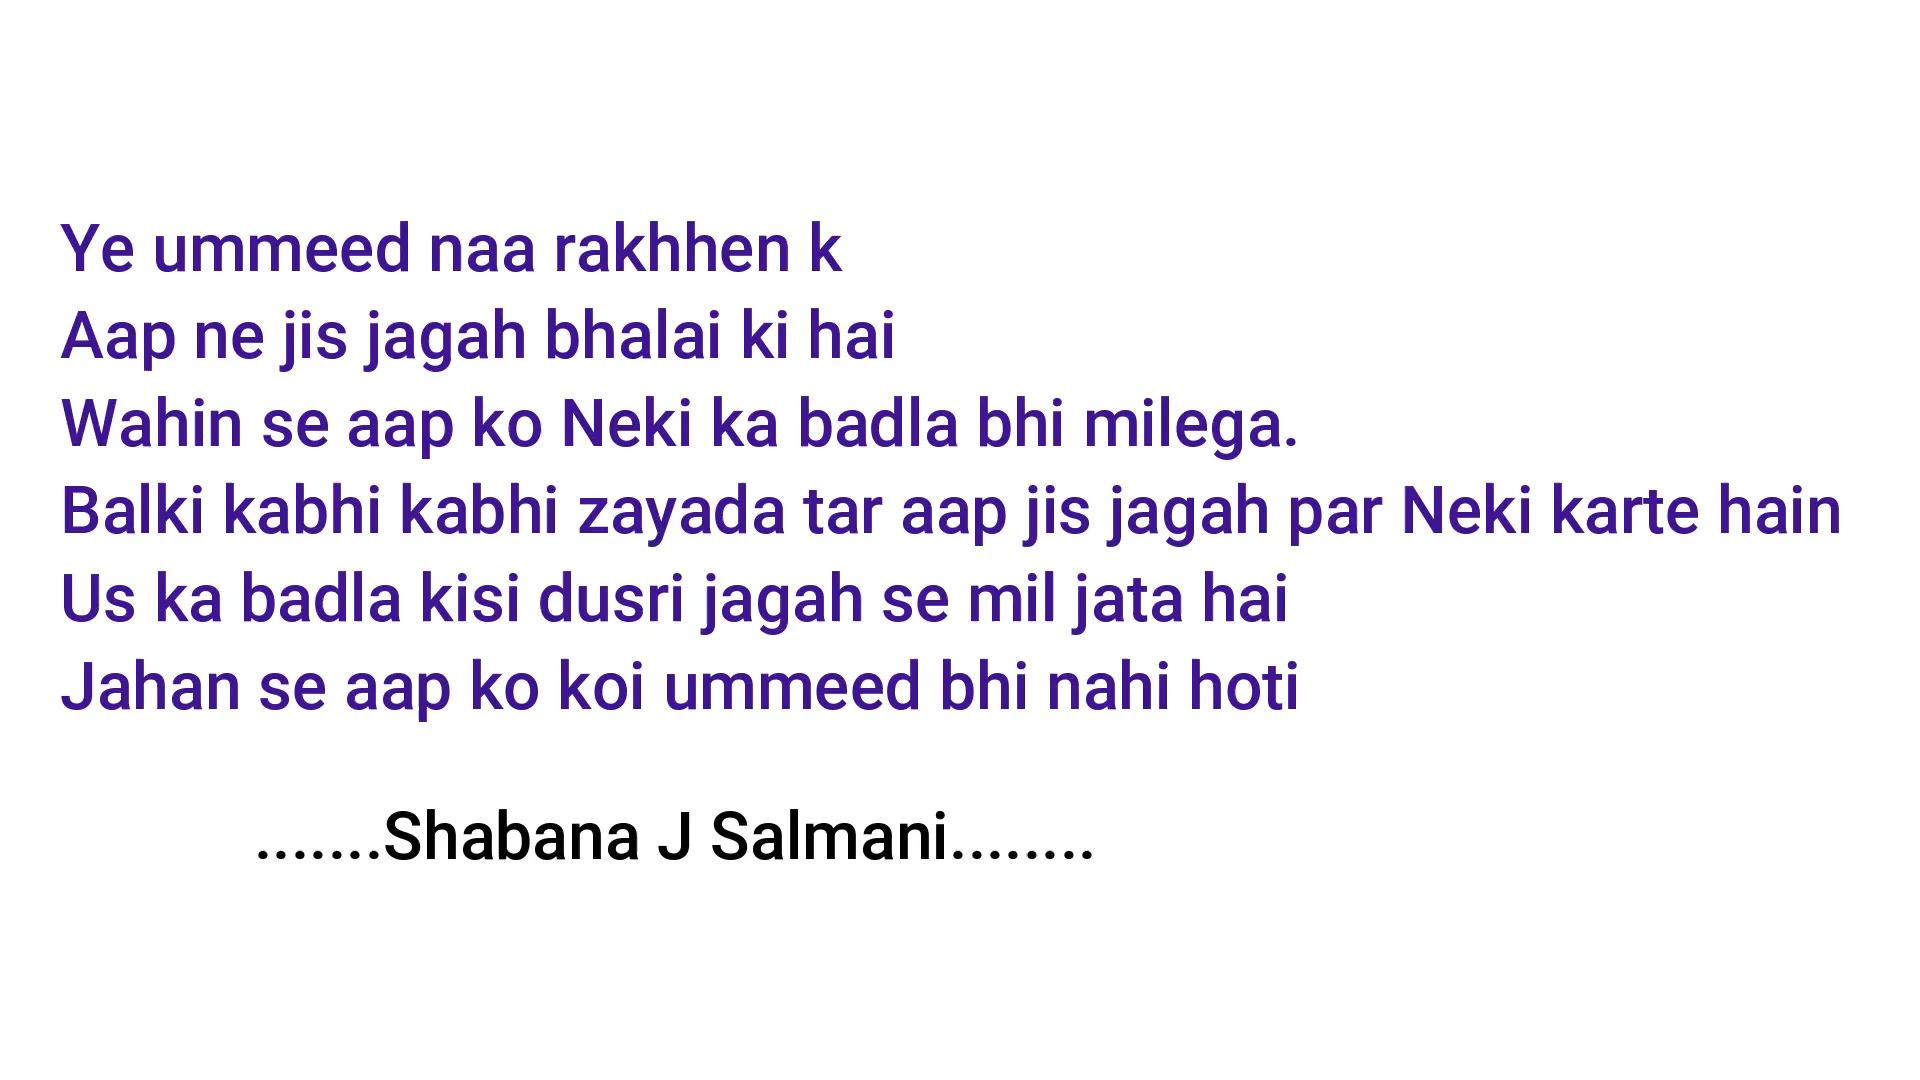 Ye ummeed naa rakhhen k
Aap ne jis jagah bhalai ki hai
Wahin se aap ko Neki ka badla bhi milega.
Balki kabhi kabhi zayada tar aap jis jagah par Neki karte hain
Us ka badla kisi dusri jagah se mil jata hai
Jahan se aap ko koi ummeed bhi nahi hoti
.......Shabana J Salmani........